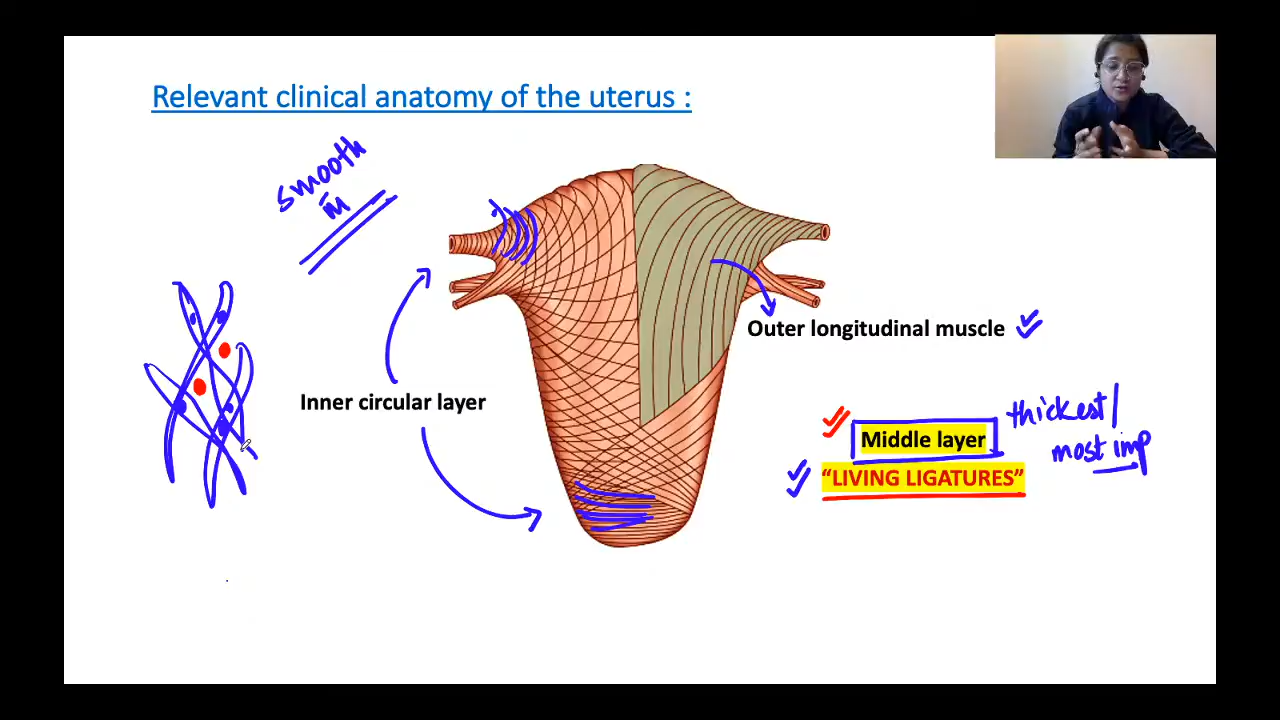 Relevant clinical anatomy of the uterus :
smooth
m
Outer longitudinal muscle
Inner circular layer
thickest/
Middle layer
most imp
“LIVING LIGATURES”